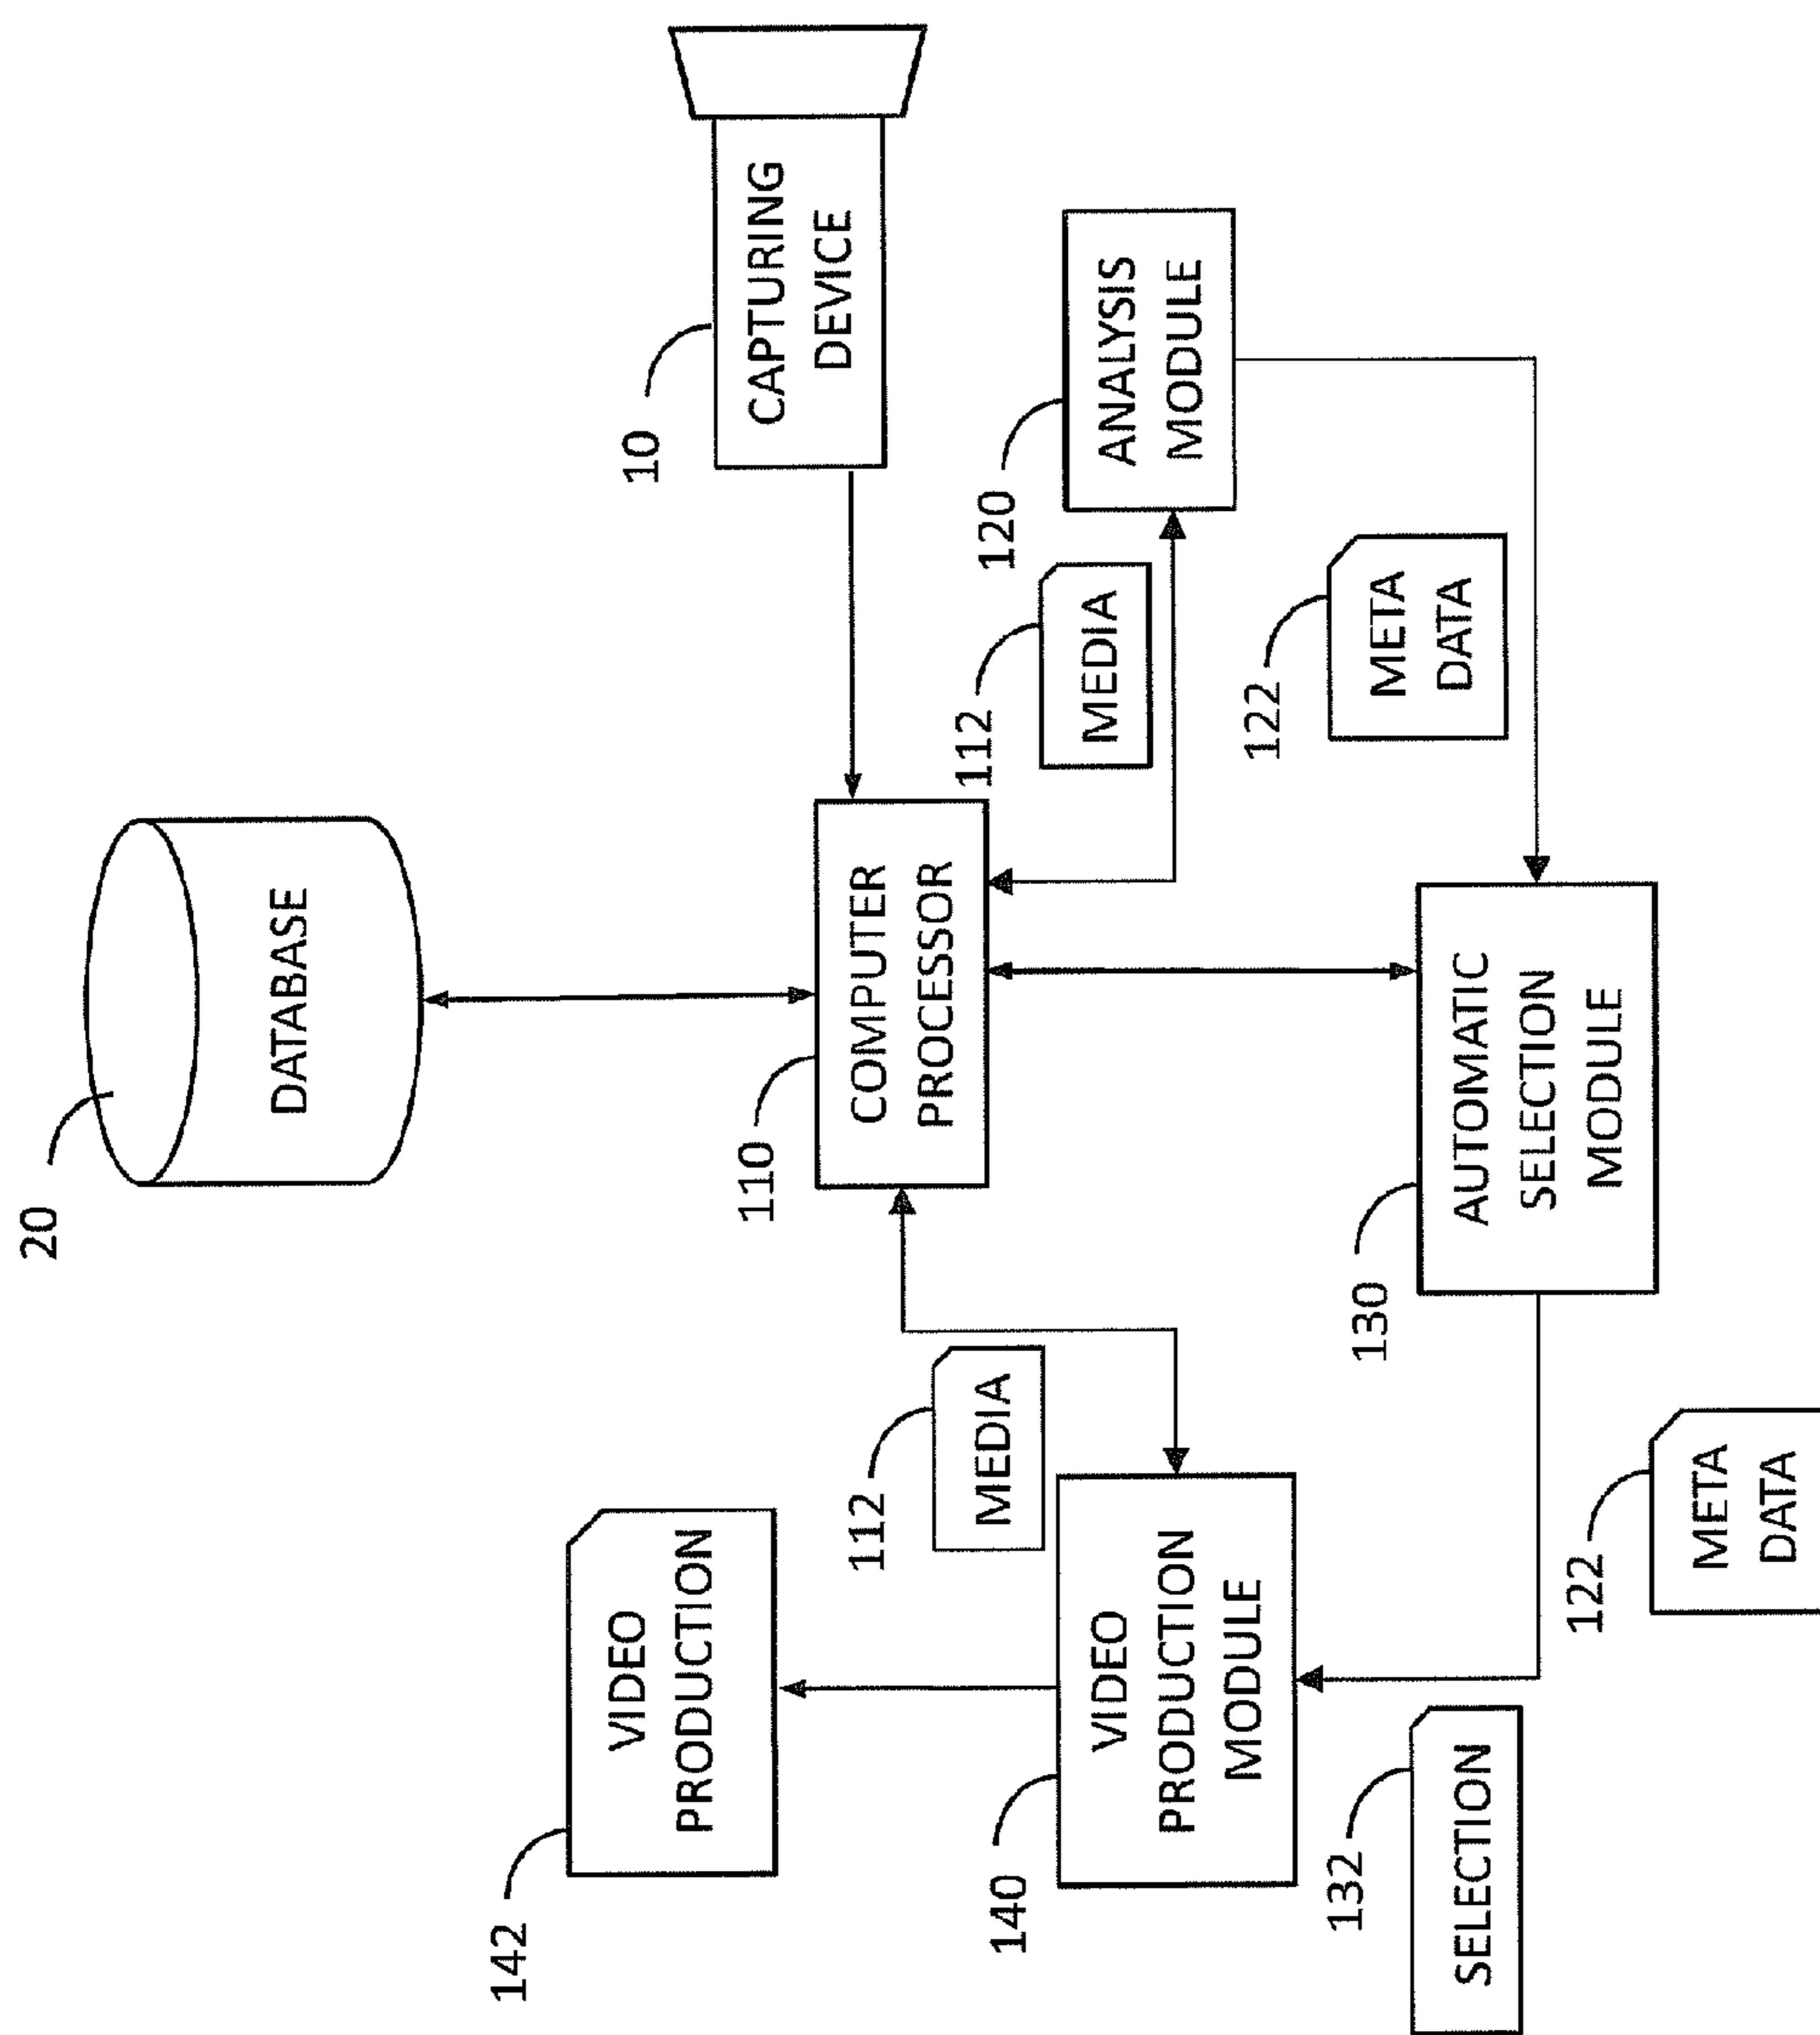 20
DATABASE
10
CAPTURING
DEVICE
110
COMPUTER
PROCESSOR
112
MEDIA
120
ANALYSIS
MODULE
122
META
DATA
130
AUTOMATIC
SELECTION
MODULE
142
VIDEO
PRODUCTION
112
MEDIA
140
VIDEO
PRODUCTION
MODULE
132
SELECTION
122
META
DATA